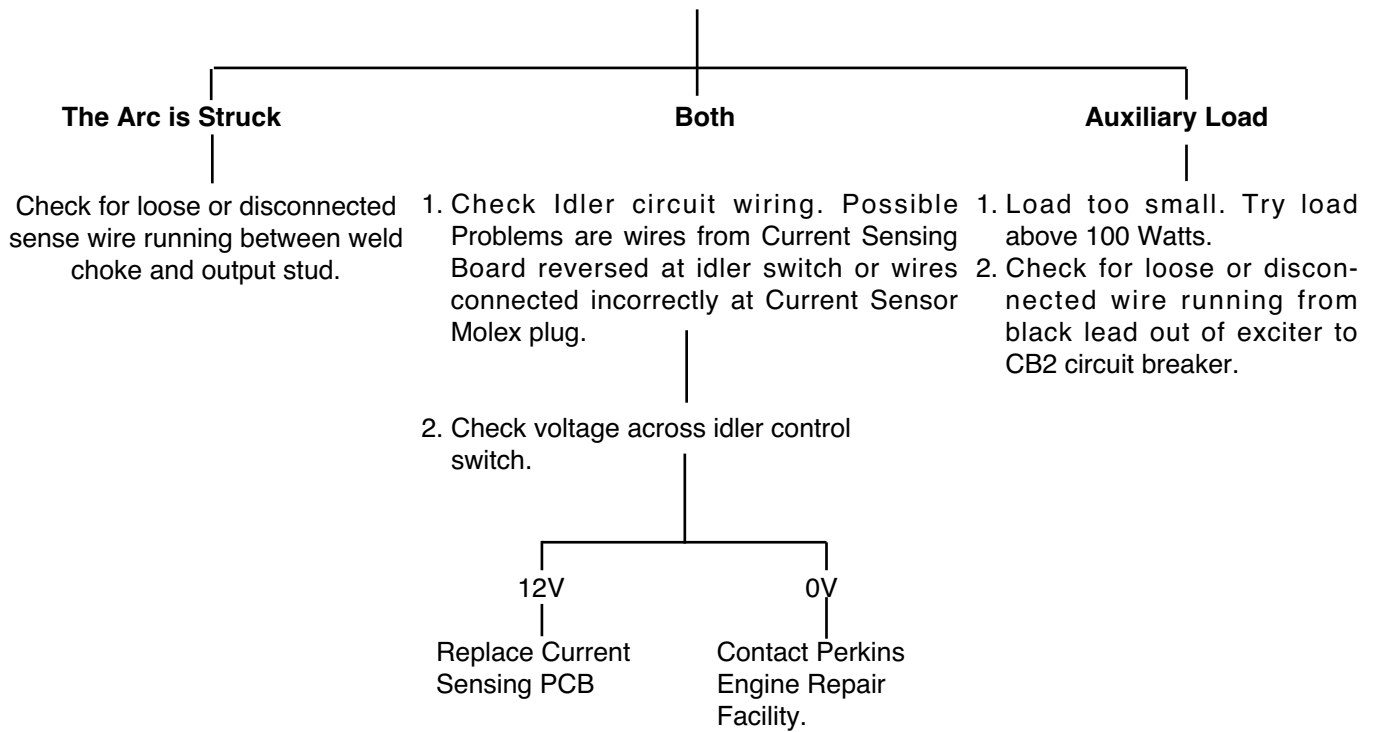 The Arc is Struck
Check for loose or disconnected
sense wire running between weld
choke and output stud.
Both
1. Check Idler circuit wiring. Possible
Problems are wires from Current Sensing
Board reversed at idler switch or wires
connected incorrectly at Current Sensor
Molex plug.
2. Check voltage across idler control
switch.
12V
Replace Current
Sensing PCB
0V
Contact Perkins
Engine Repair
Facility.
Auxiliary Load
1. Load too small. Try load
above 100 Watts.
2. Check for loose or discon-
nected wire running from
black lead out of exciter to
CB2 circuit breaker.